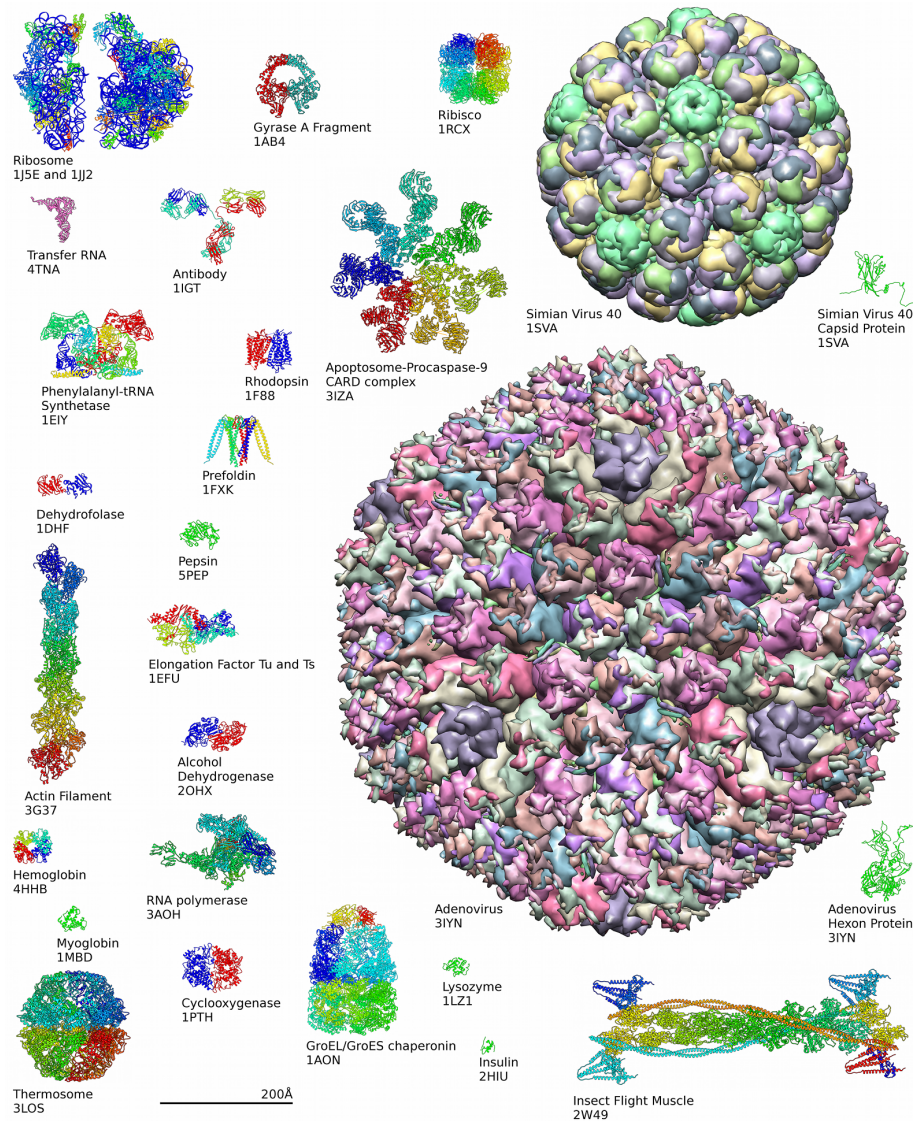 Ribosome
1J5E and 1JJ2
Gyrase A Fragment
1AB4
Ribisco
1RCX
Transfer RNA
4TNA
Antibody
1IGT
Apoptosome-Procaspase-9
CARD complex
3IZA
Simian Virus 40
1SVA
Simian Virus 40
Capsid Protein
1SVA
Phenylalanyl-tRNA
Synthetase
1EIY
Rhodopsin
1F88
Prefoldin
1FXK
Dehydrofolase
1DHF
Pepsin
5PEP
Elongation Factor Tu and Ts
1EFU
Actin Filament
3G37
Alcohol
Dehydrogenase
2OHX
Hemoglobin
4HHB
RNA polymerase
3AOH
Adenovirus
3IYN
Adenovirus
Hexon Protein
3IYN
Myoglobin
1MBD
Cyclooxygenase
1PTH
GroEL/GroES chaperonin
1AON
Lysozyme
1LZ1
Insulin
2HIU
Thermosome
3LOS
200Å
Insect Flight Muscle
2W49